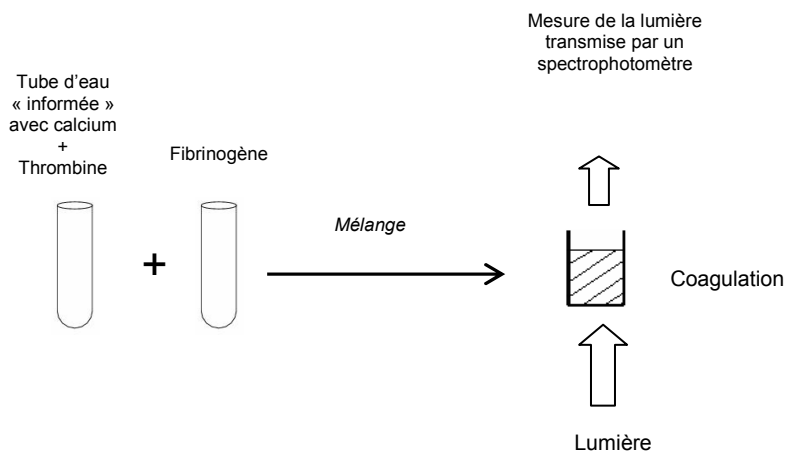 Mesure de la lumière
transmise par un
spectrophotomètre
Tube d'eau
« informée »
avec calcium
+
Thrombine
Fibrinogène
+
Mélange
Coagulation
Lumière